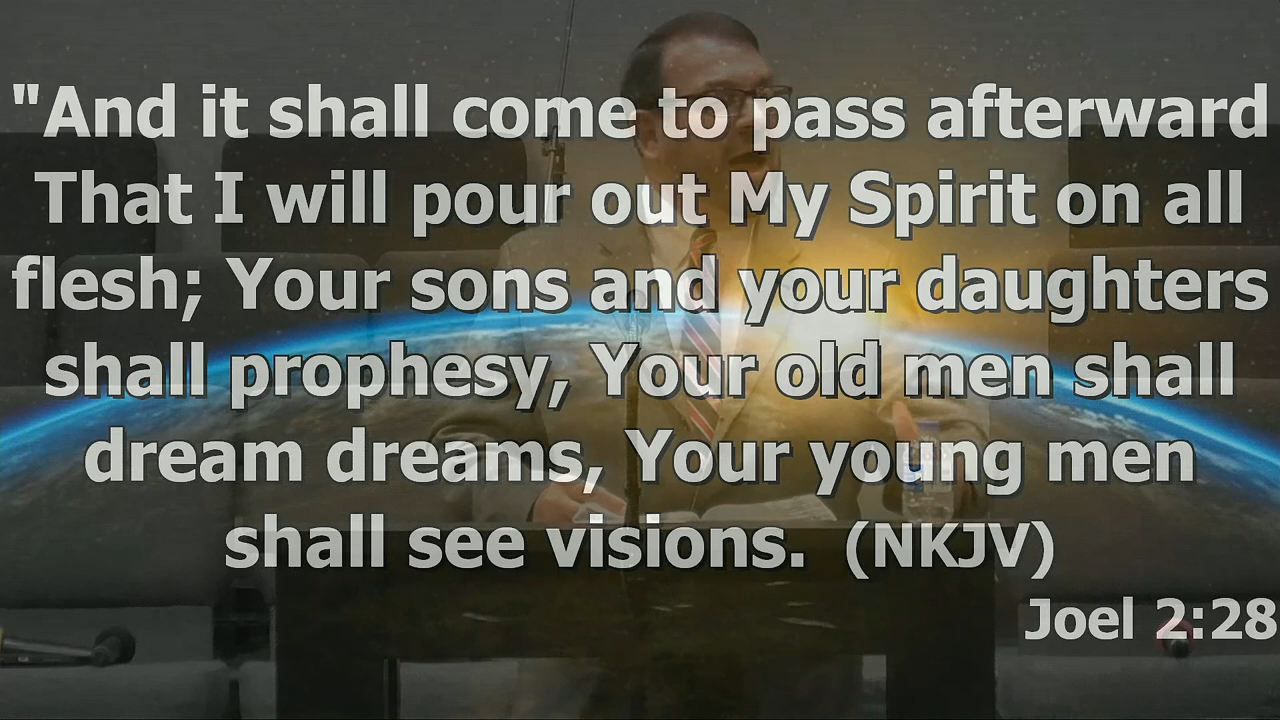 "And it shall come to pass afterward
That I will pour out My Spirit on all
flesh; Your sons and your daughters
shall prophesy, Your old men shall
dream dreams, Your young men
shall see visions.  (NKJV)
Joel 2:28